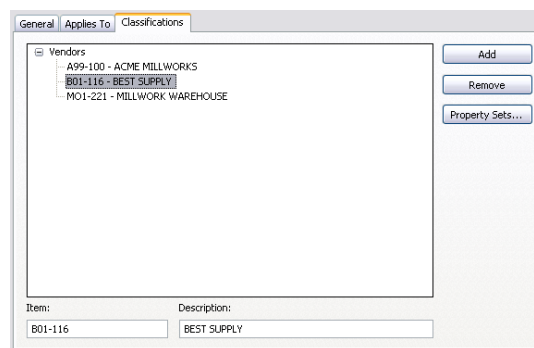 General Applies To Classifications
Vendors
A99-100 - ACME MILLWORKS
B01-116 - BEST SUPPLY
MO1-221 - MILLWORK WAREHOUSE
Add
Remove
Property Sets...
Item: Description:
B01-116 BEST SUPPLY